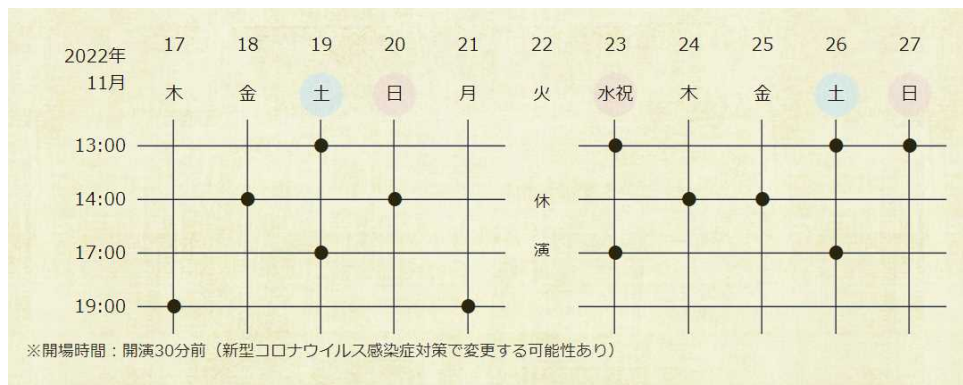 2022年
11月
17 18 19 20 21 22 23 24 25 26 27
木 金 土 日 月 火 水祝 木 金 土 日
13:00
14:00
17:00
19:00
休
演
※開場時間：開演30分前（新型コロナウイルス感染症対策で変更する可能性あり）